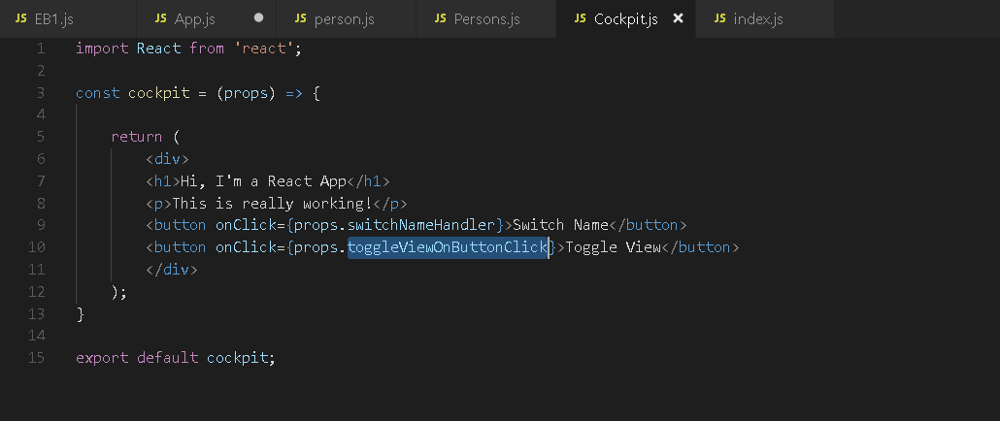 JS EB1.js JS App.js JS person.js JS Persons.js JS Cockpit.js JS index.js
1 import React from 'react';
2
3 const cockpit = (props) => {
4
5 return (
6 <div>
7 <h1>Hi, I'm a React App</h1>
8 <p>This is really working!</p>
9 <button onClick={props.switchNameHandler}>Switch Name</button>
10 <button onClick={props.toggleViewOnButtonClick}>Toggle View</button>
11 </div>
12 );
13 }
14
15 export default cockpit;